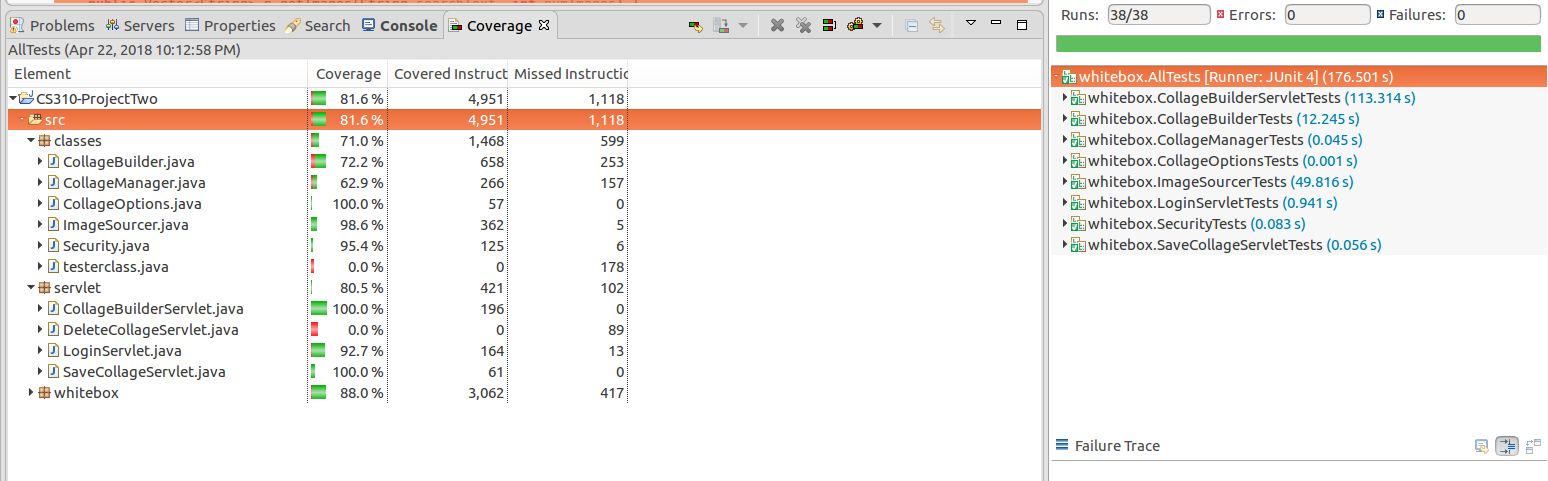 Problems Servers Properties Search Console Coverage
AllTests (Apr 22, 2018 10:12:58 PM)
Element Coverage Covered Instruct Missed Instructio
CS310-ProjectTwo 81.6 % 4,951 1,118
src 81.6 % 4,951 1,118
classes 71.0 % 1,468 599
CollageBuilder.java 72.2 % 658 253
CollageManager.java 62.9 % 266 157
CollageOptions.java 100.0 % 57 0
ImageSourcer.java 98.6 % 362 5
Security.java 95.4 % 125 6
testerclass.java 0.0 % 0 178
servlet 80.5 % 421 102
CollageBuilderServlet.java 100.0 % 196 0
DeleteCollageServlet.java 0.0 % 0 89
LoginServlet.java 92.7 % 164 13
SaveCollageServlet.java 100.0 % 61 0
whitebox 88.0 % 3,062 417
Runs: 38/38 Errors: 0 Failures: 0
whitebox.AllTests [Runner: JUnit 4] (176.501 s)
whitebox.CollageBuilderServletTests (113.314 s)
whitebox.CollageBuilderTests (12.245 s)
whitebox.CollageManagerTests (0.045 s)
whitebox.CollageOptionsTests (0.001 s)
whitebox.ImageSourcerTests (49.816 s)
whitebox.LoginServletTests (0.941 s)
whitebox.SecurityTests (0.083 s)
whitebox.SaveCollageServletTests (0.056 s)
Failure Trace